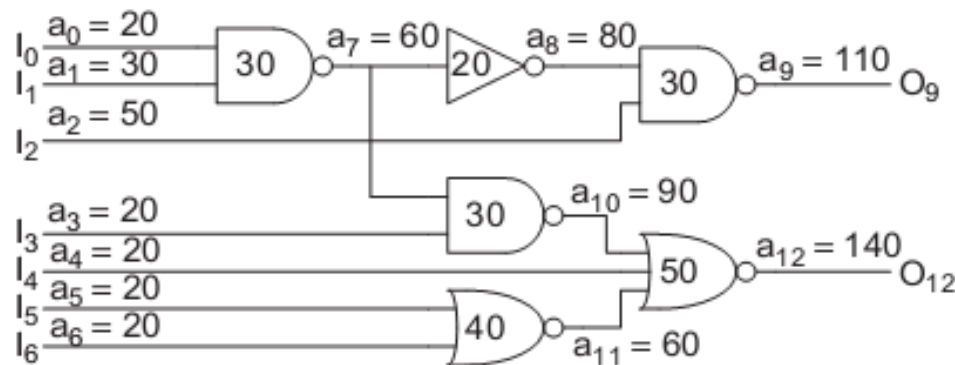 a₀ = 20
I₀
30
a₇ = 60
20
a₈ = 80
30
a₉ = 110
O₉
a₁ = 30
I₁
a₂ = 50
I₂
a₃ = 20
I₃
30
a₁₀ = 90
a₄ = 20
I₄
50
a₁₂ = 140
O₁₂
a₅ = 20
I₅
40
a₆ = 20
I₆
a₁₁ = 60